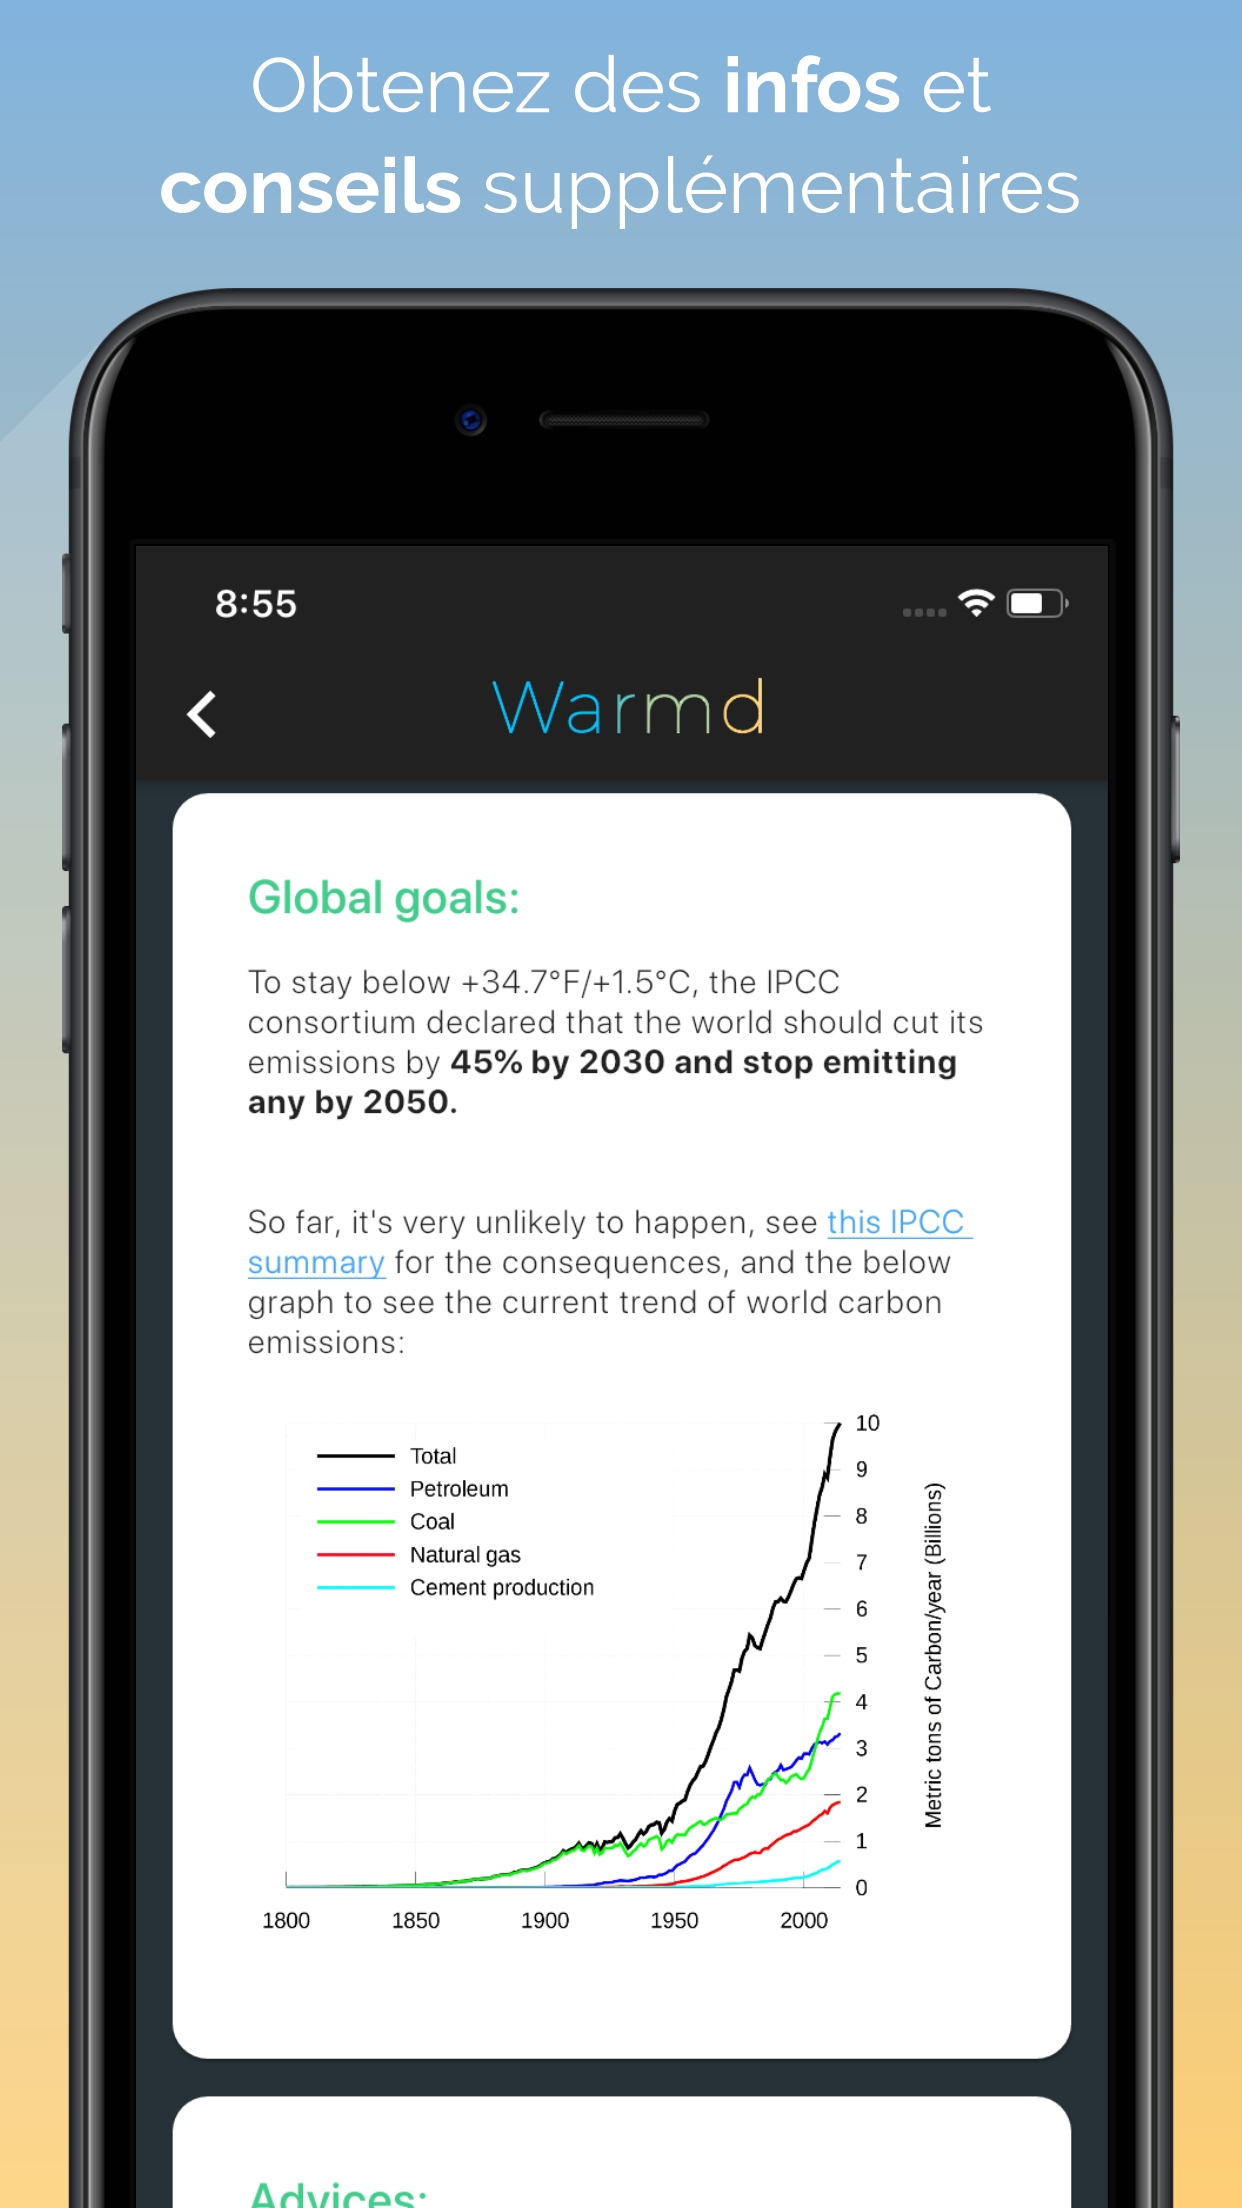 Obtenez des infos et
conseils supplémentaires
8:55
Warmd
Global goals:
To stay below +34.7°F/+1.5°C, the IPCC
consortium declared that the world should cut its
emissions by 45% by 2030 and stop emitting
any by 2050.
So far, it's very unlikely to happen, see this IPCC
summary for the consequences, and the below
graph to see the current trend of world carbon
emissions:
Total
Petroleum
Coal
Natural gas
Cement production
10
9
8
7
6
5
4
3
2
1
0
Metric tons of Carbon/year (Billions)
1800 1850 1900 1950 2000
Advices: